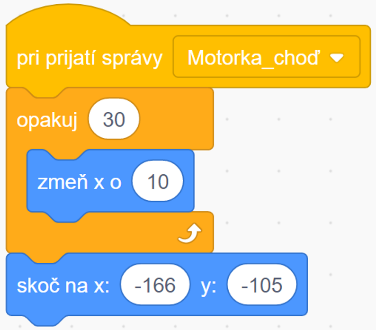 pri prijatí správy Motorka_choď
opakuj 30
zmeň x o 10
skoč na x: -166 y: -105